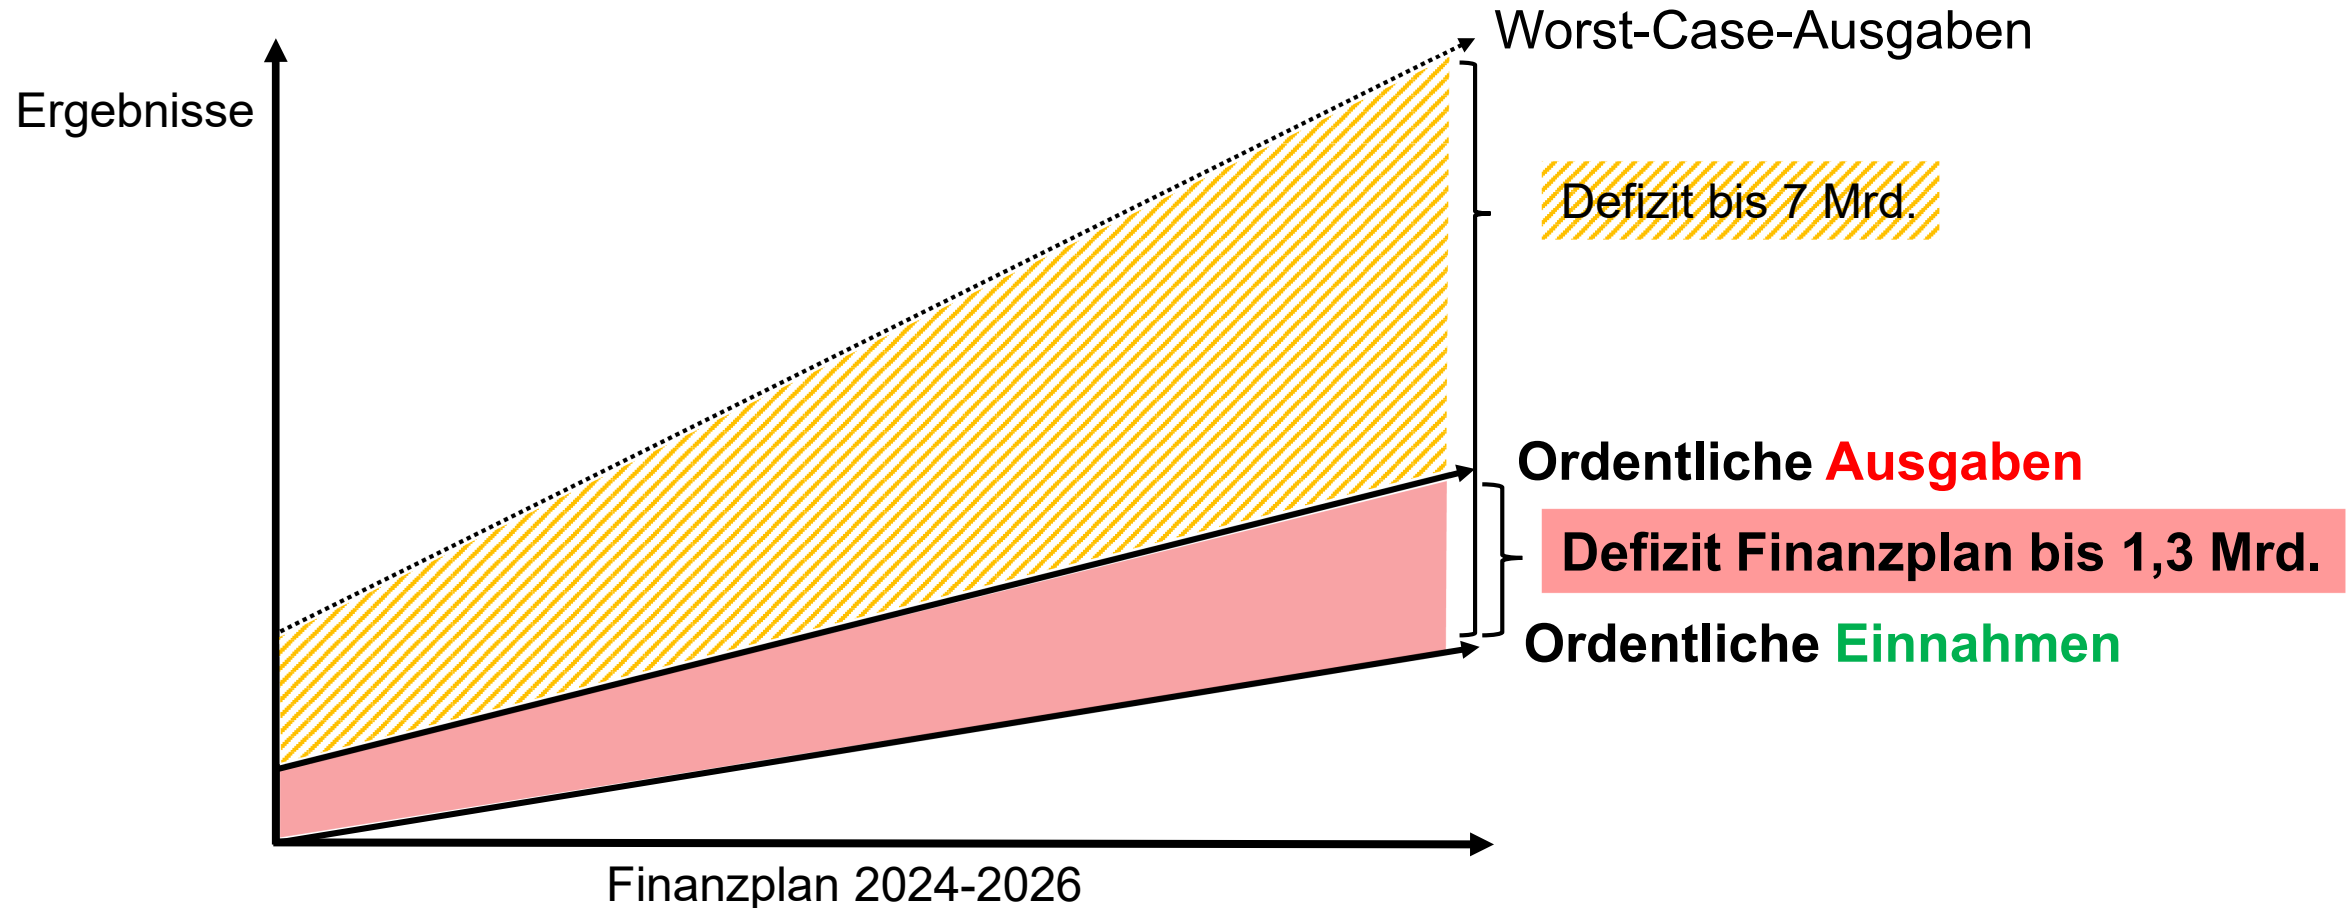 Worst-Case-Ausgaben
Ergebnisse
Defizit bis 7 Mrd.
Ordentliche Ausgaben
Defizit Finanzplan bis 1,3 Mrd.
Ordentliche Einnahmen
Finanzplan 2024-2026